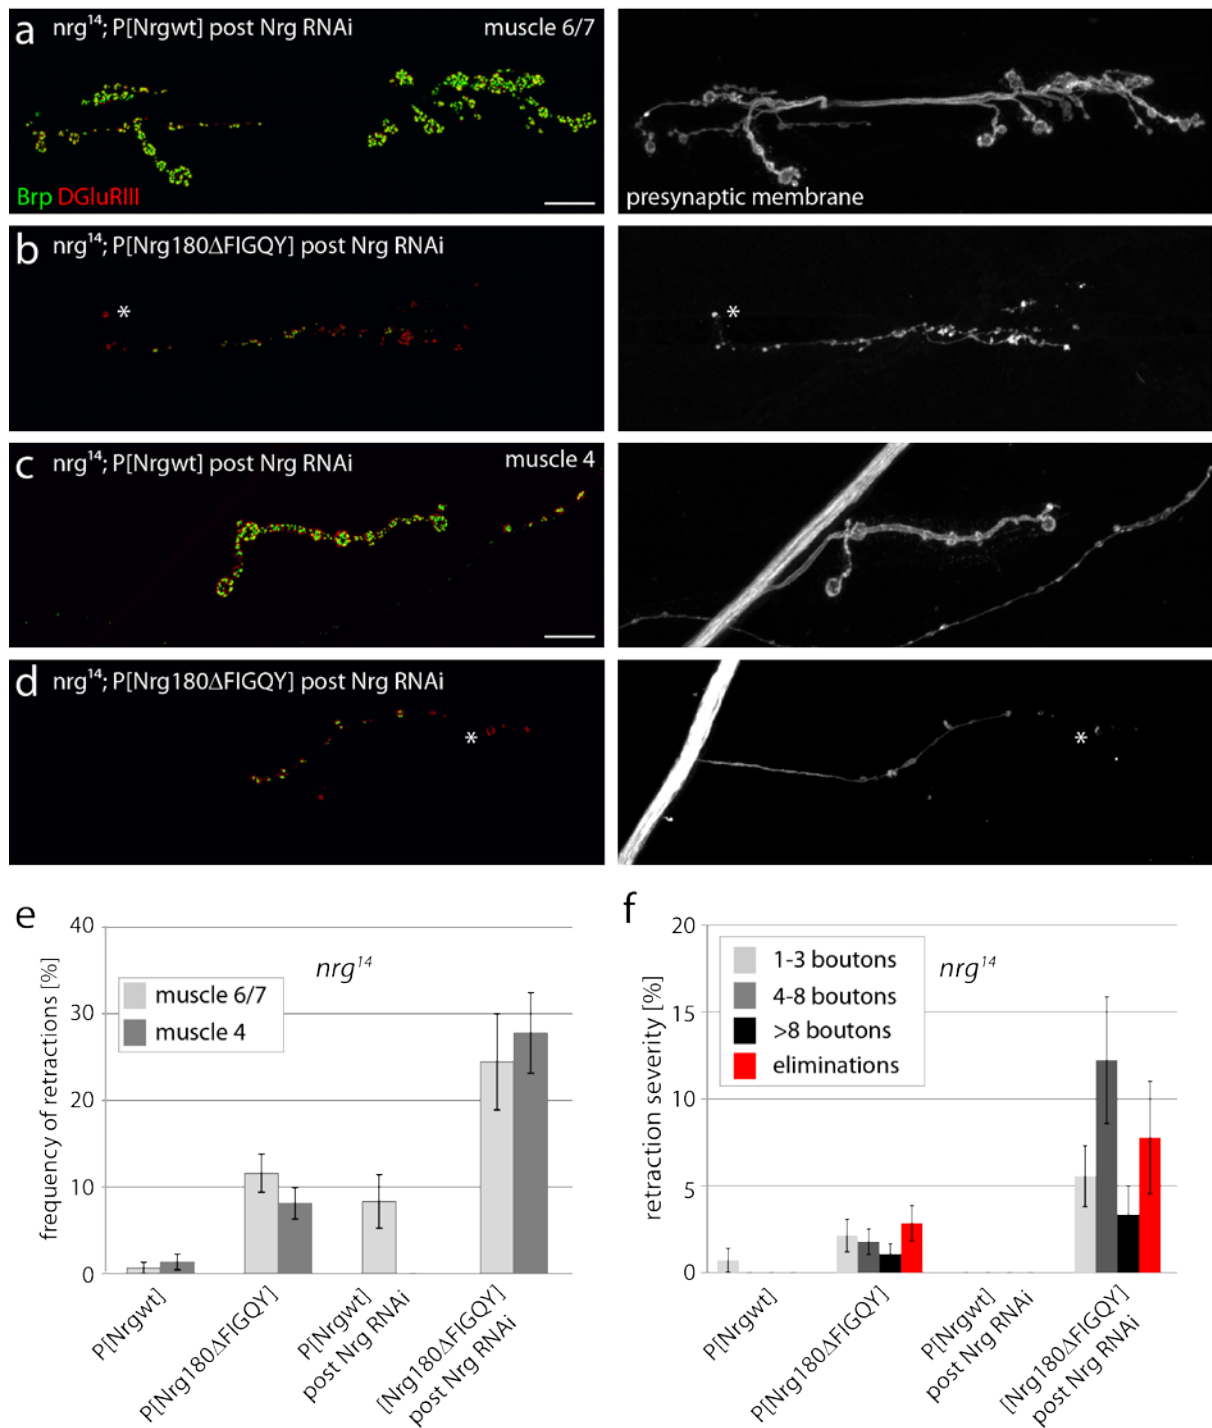 a nrg¹⁴; P[Nrgwt] post Nrg RNAi muscle 6/7
Brp DGluRIII
presynaptic membrane
b nrg¹⁴; P[Nrg180ΔFIGQY] post Nrg RNAi
*
*
c nrg¹⁴; P[Nrgwt] post Nrg RNAi muscle 4
d nrg¹⁴; P[Nrg180ΔFIGQY] post Nrg RNAi
*
*
e
frequency of retractions [%]
40
30
20
10
0
nrg¹⁴
muscle 6/7
muscle 4
P[Nrgwt]
P[Nrg180ΔFIGQY]
P[Nrgwt]
post Nrg RNAi
[Nrg180ΔFIGQY]
post Nrg RNAi
f
retraction severity [%]
20
15
10
5
0
1-3 boutons
4-8 boutons
>8 boutons
eliminations
nrg¹⁴
P[Nrgwt]
P[Nrg180ΔFIGQY]
P[Nrgwt]
post Nrg RNAi
[Nrg180ΔFIGQY]
post Nrg RNAi